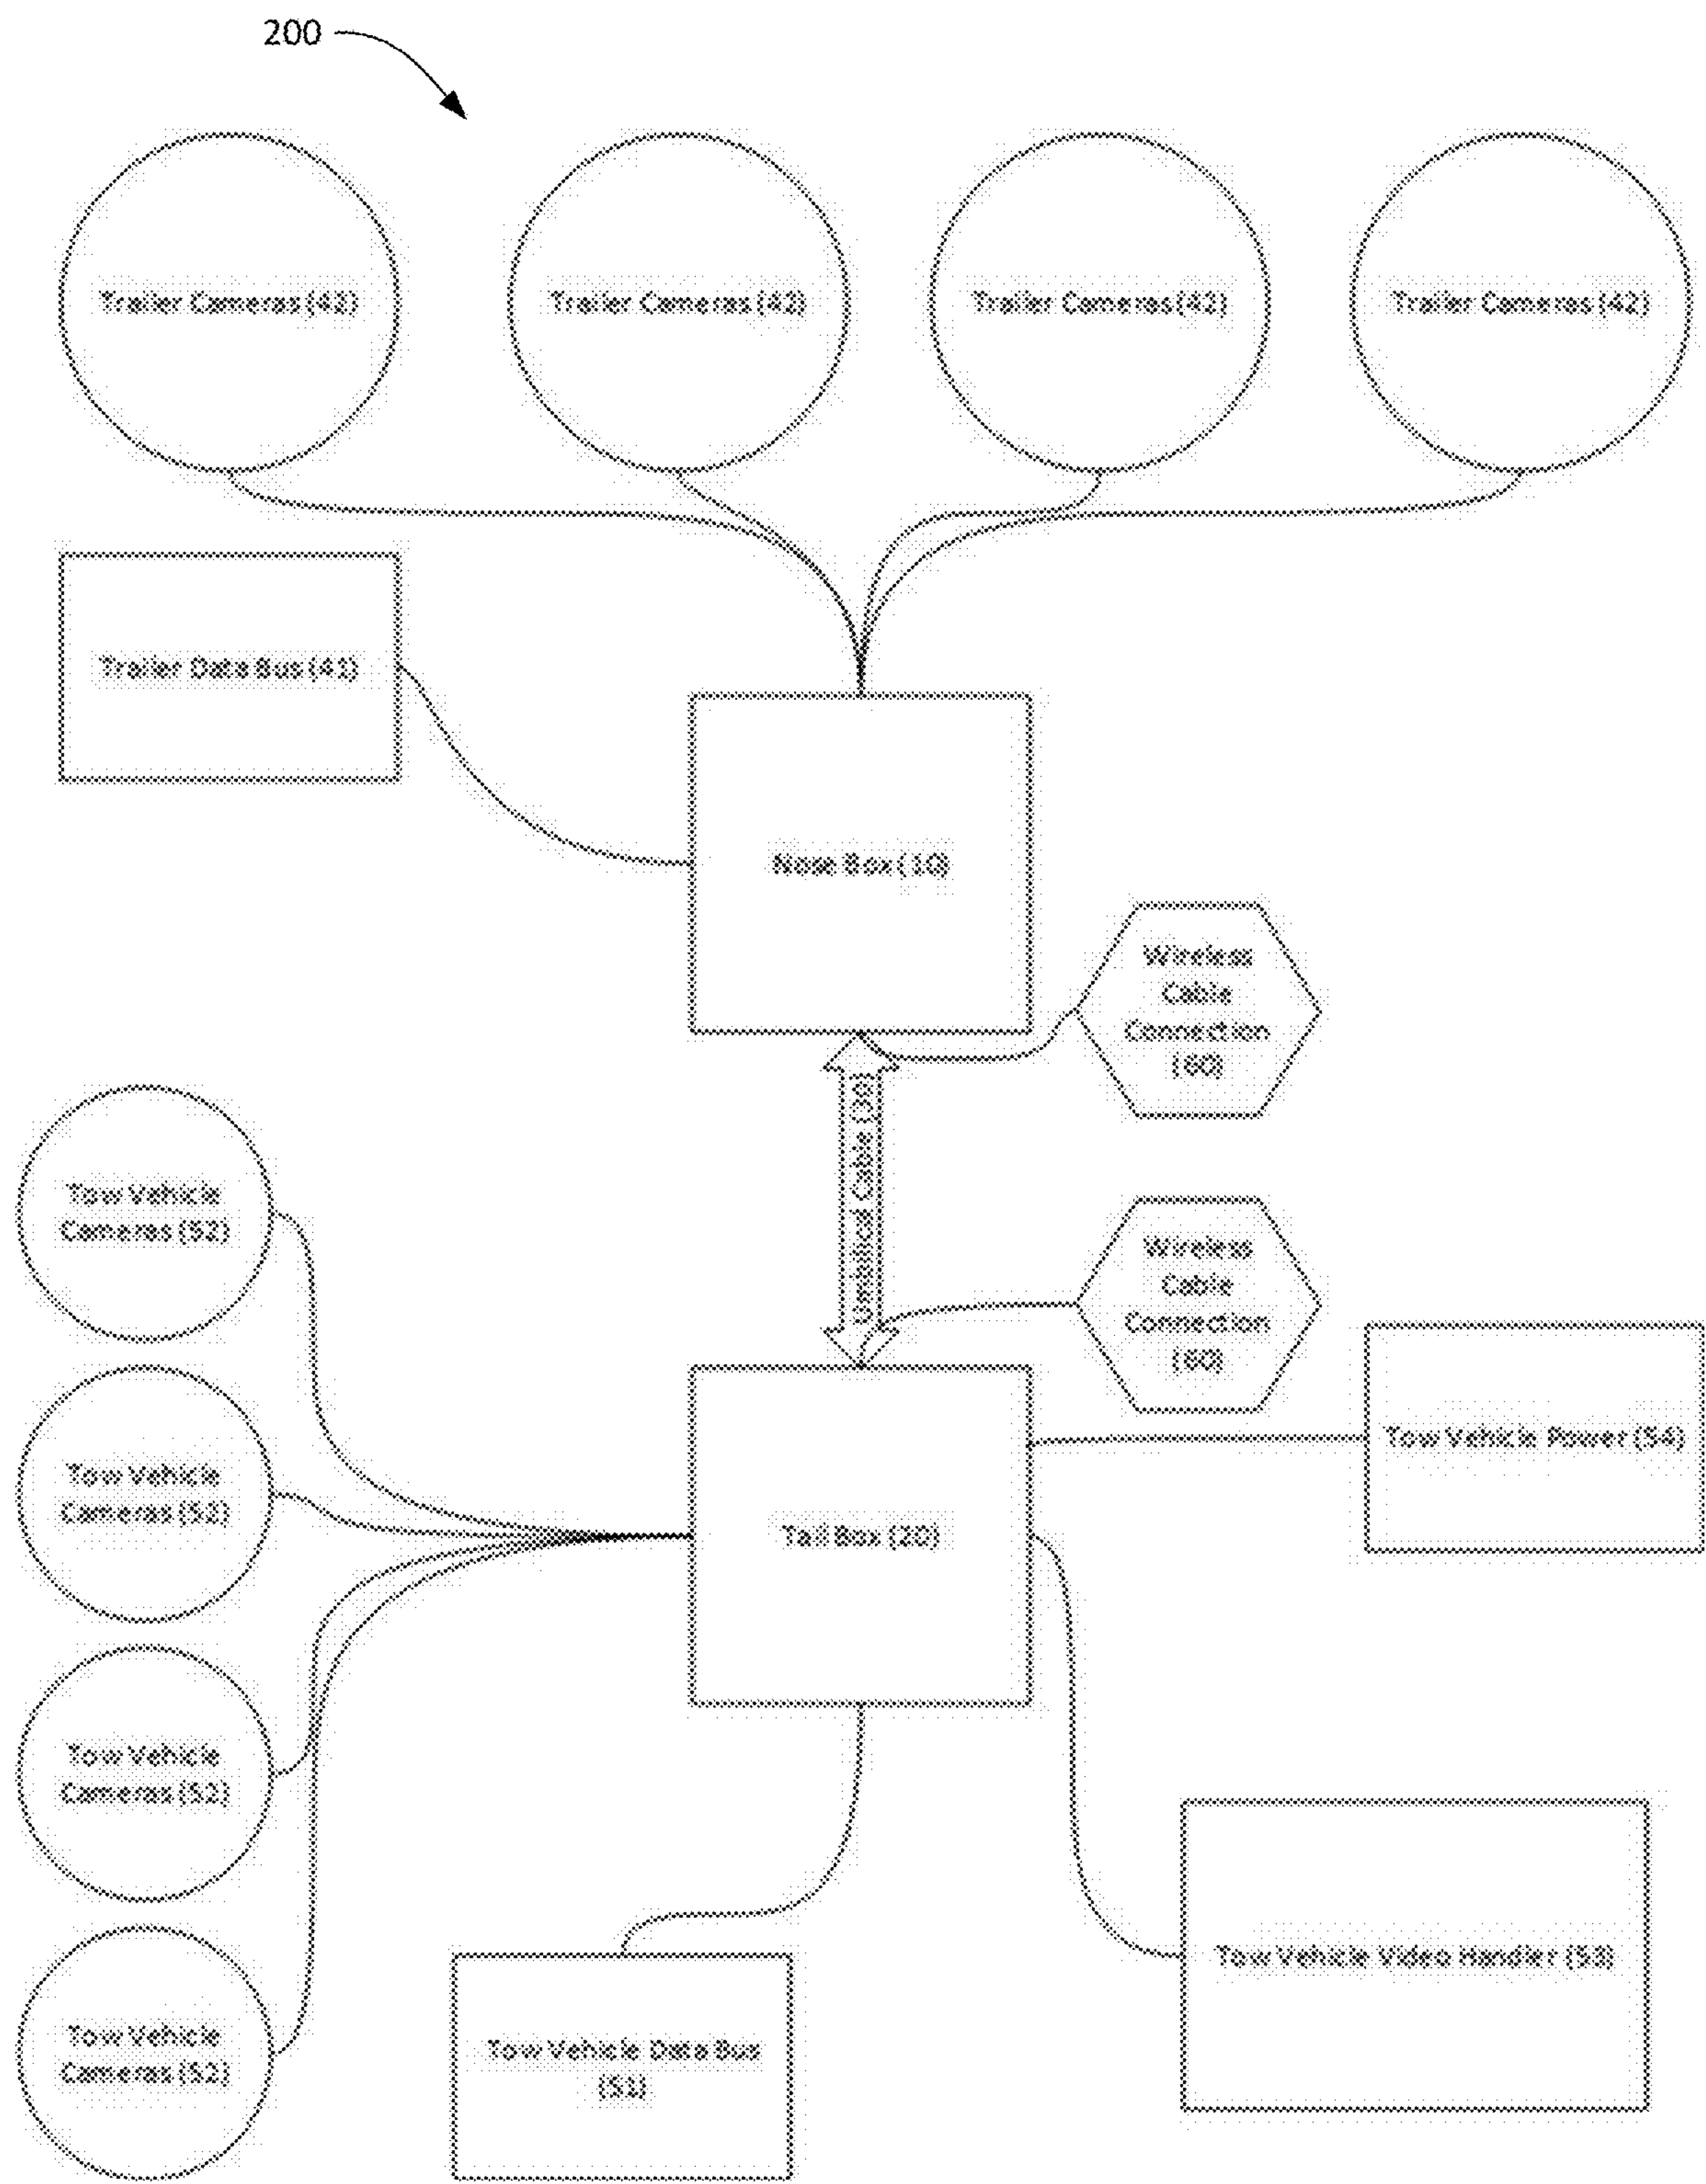 200
Trailer Cameras (42)
Trailer Cameras (42)
Trailer Cameras (42)
Trailer Cameras (42)
Trailer Data Bus (41)
Nose Box (10)
Wireless
Cable
Connection
(60)
Umbilical Cable (30)
Tow Vehicle
Cameras (52)
Wireless
Cable
Connection
(60)
Tow Vehicle Power (54)
Tow Vehicle
Cameras (52)
Tail Box (20)
Tow Vehicle
Cameras (52)
Tow Vehicle Video Handler (53)
Tow Vehicle
Cameras (52)
Tow Vehicle Data Bus
(51)